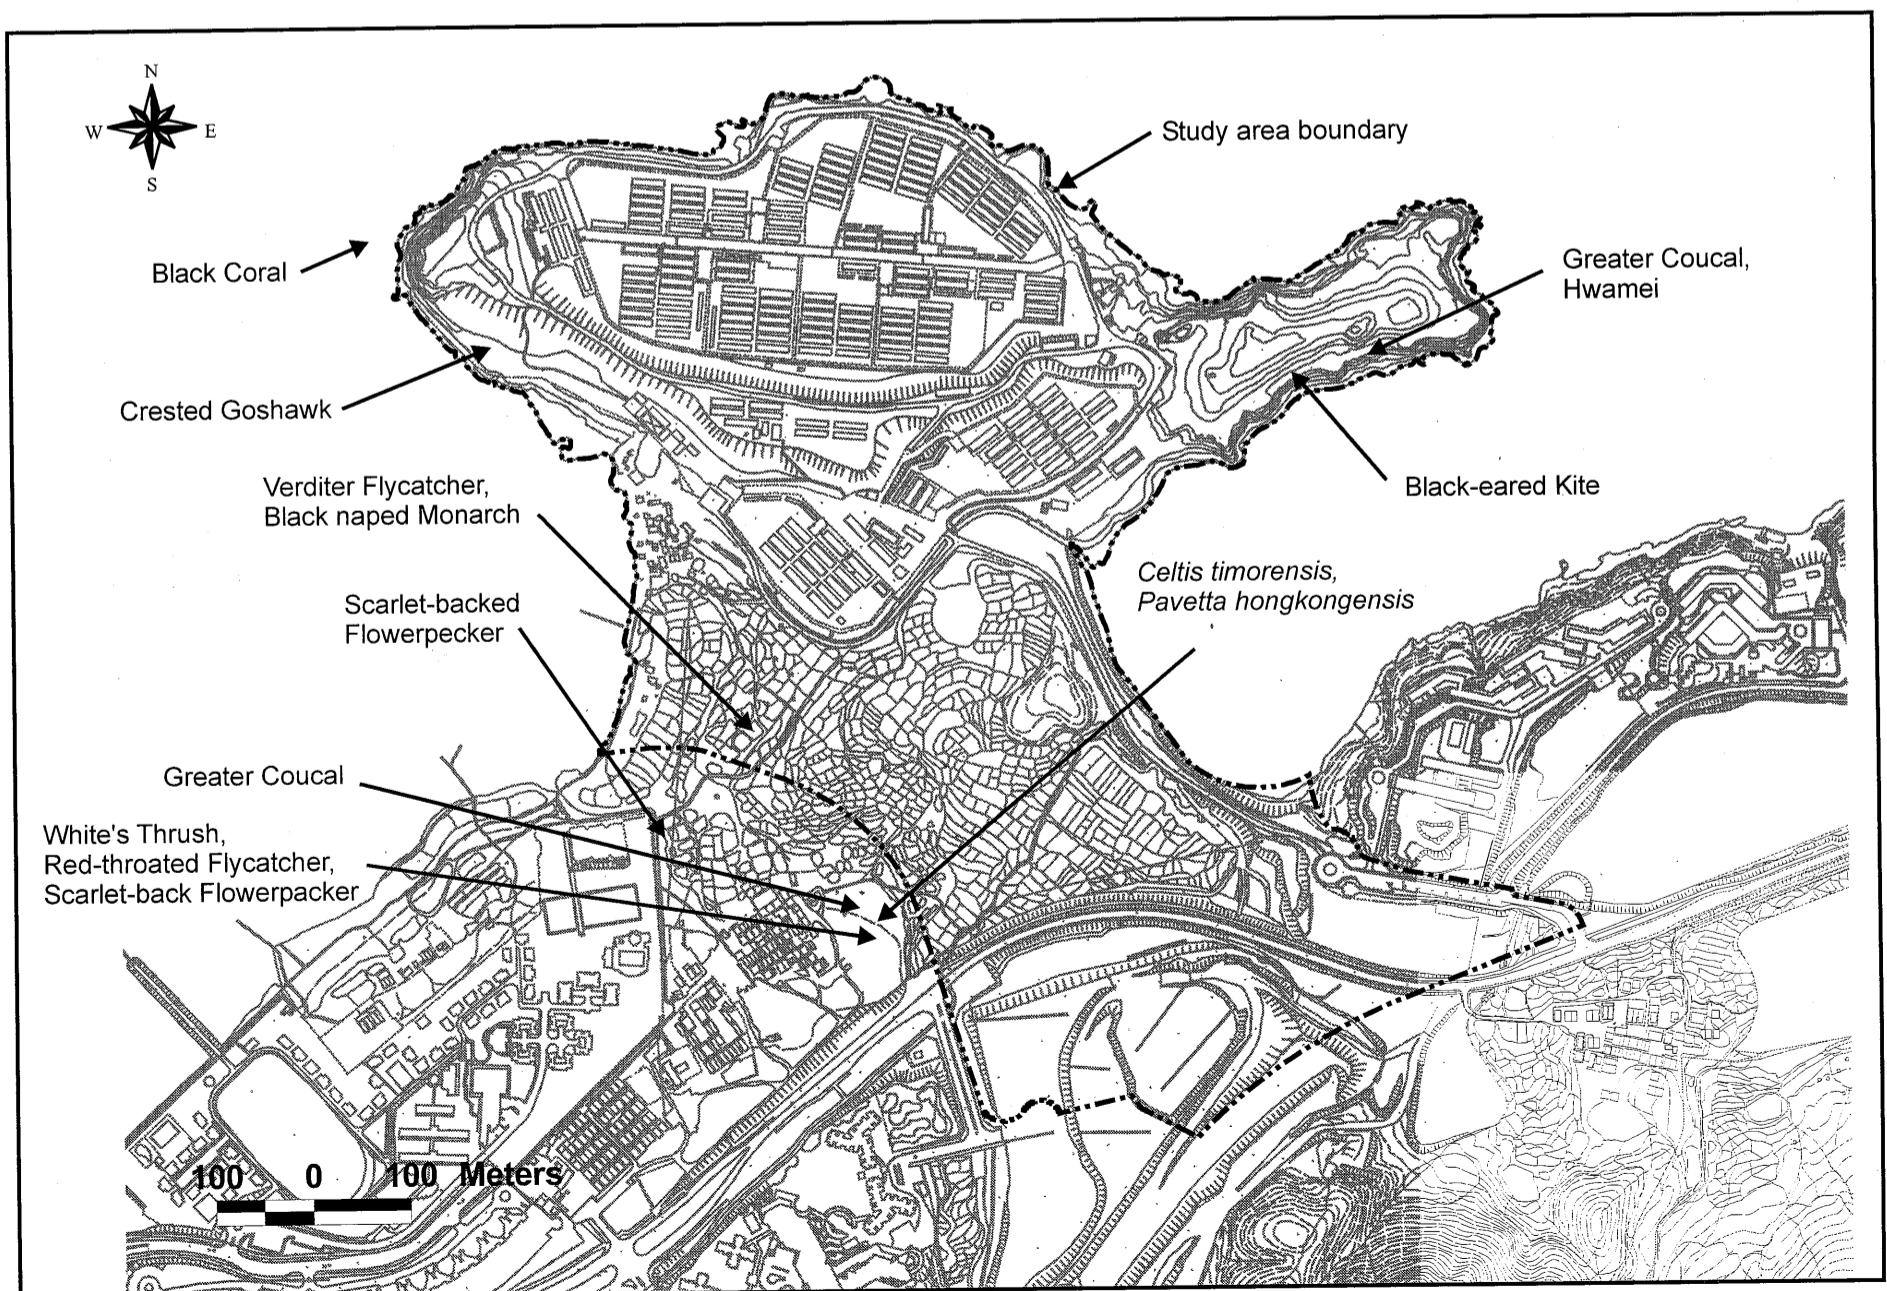 N
W E
S
Study area boundary
Black Coral
Greater Coucal,
Hwamei
Crested Goshawk
Black-eared Kite
Verditer Flycatcher,
Black naped Monarch
Celtis timorensis,
Pavetta hongkongensis
Scarlet-backed
Flowerpecker
Greater Coucal
White's Thrush,
Red-throated Flycatcher,
Scarlet-back Flowerpacker
100 0 100 Meters